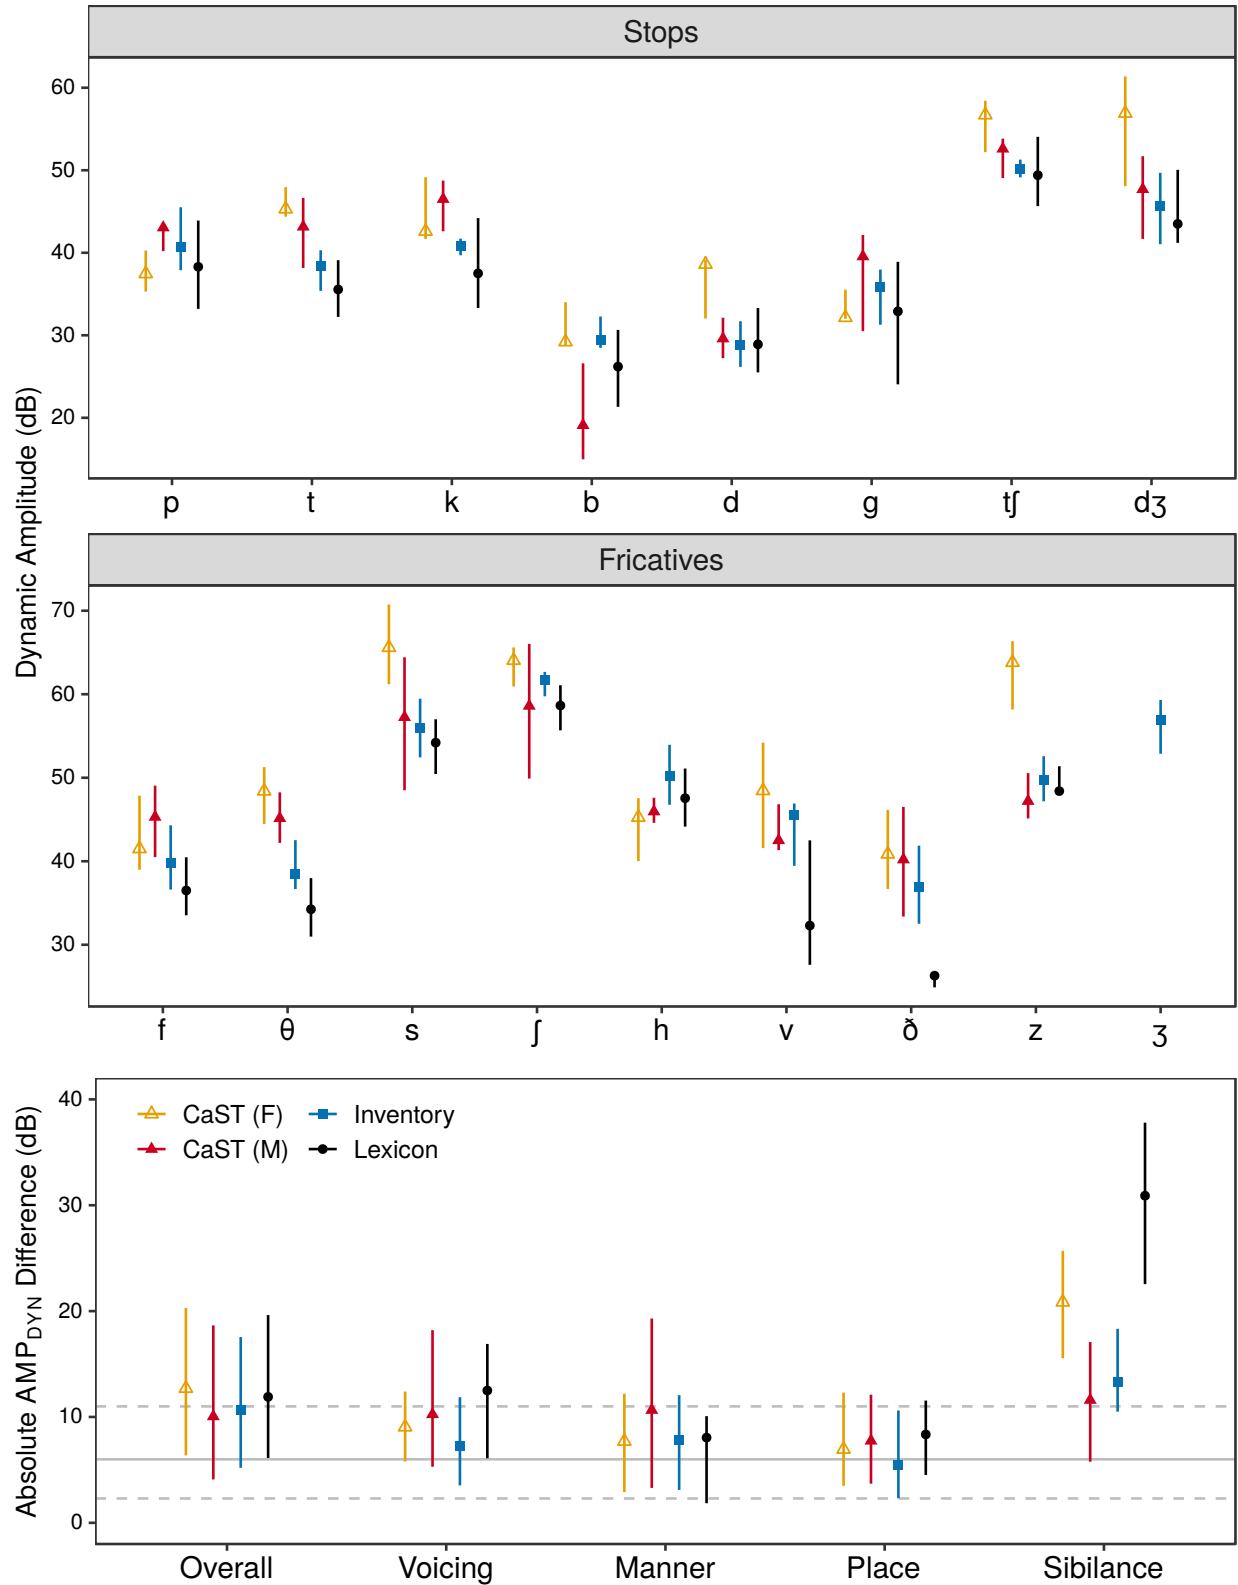 Stops
60
50
40
30
20
p t k b d g tʃ dʒ
Dynamic Amplitude (dB)
Fricatives
70
60
50
40
30
f θ s ʃ h v ð z ʒ
Absolute AMP_DYN Difference (dB)
40
30
20
10
0
CaST (F) Inventory
CaST (M) Lexicon
Overall Voicing Manner Place Sibilance